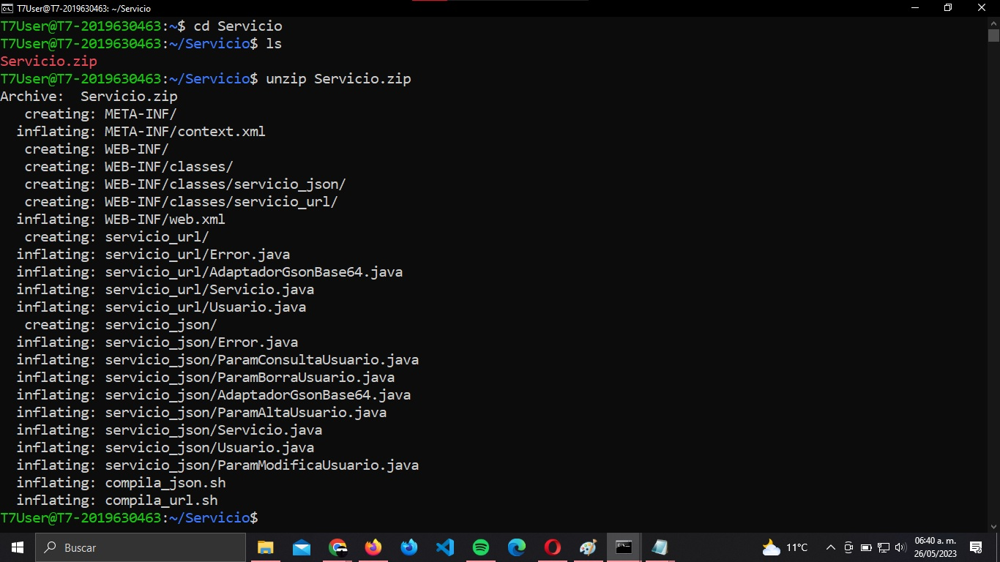 T7User@T7-2019630463: ~/Servicio
T7User@T7-2019630463:~$ cd Servicio
T7User@T7-2019630463:~/Servicio$ ls
Servicio.zip
T7User@T7-2019630463:~/Servicio$ unzip Servicio.zip
Archive:  Servicio.zip
   creating: META-INF/
  inflating: META-INF/context.xml
   creating: WEB-INF/
   creating: WEB-INF/classes/
   creating: WEB-INF/classes/servicio_json/
   creating: WEB-INF/classes/servicio_url/
  inflating: WEB-INF/web.xml
   creating: servicio_url/
  inflating: servicio_url/Error.java
  inflating: servicio_url/AdaptadorGsonBase64.java
  inflating: servicio_url/Servicio.java
  inflating: servicio_url/Usuario.java
   creating: servicio_json/
  inflating: servicio_json/Error.java
  inflating: servicio_json/ParamConsultaUsuario.java
  inflating: servicio_json/ParamBorraUsuario.java
  inflating: servicio_json/AdaptadorGsonBase64.java
  inflating: servicio_json/ParamAltaUsuario.java
  inflating: servicio_json/Servicio.java
  inflating: servicio_json/Usuario.java
  inflating: servicio_json/ParamModificaUsuario.java
  inflating: compila_json.sh
  inflating: compila_url.sh
T7User@T7-2019630463:~/Servicio$
Buscar
11°C
06:40 a. m.
26/05/2023